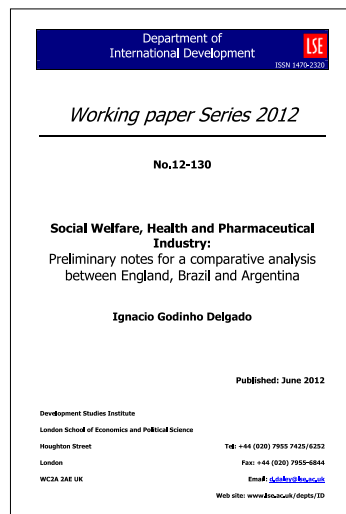 Department of
International Development
LSE
ISSN 1470-2320
Working paper Series 2012
No.12-130
Social Welfare, Health and Pharmaceutical
Industry:
Preliminary notes for a comparative analysis
between England, Brazil and Argentina
Ignacio Godinho Delgado
Published: June 2012
Development Studies Institute
London School of Economics and Political Science
Houghton Street Tel: +44 (020) 7955 7425/6252
London Fax: +44 (020) 7955-6844
WC2A 2AE UK Email: d.daley@lse.ac.uk
Web site: www.lse.ac.uk/depts/ID